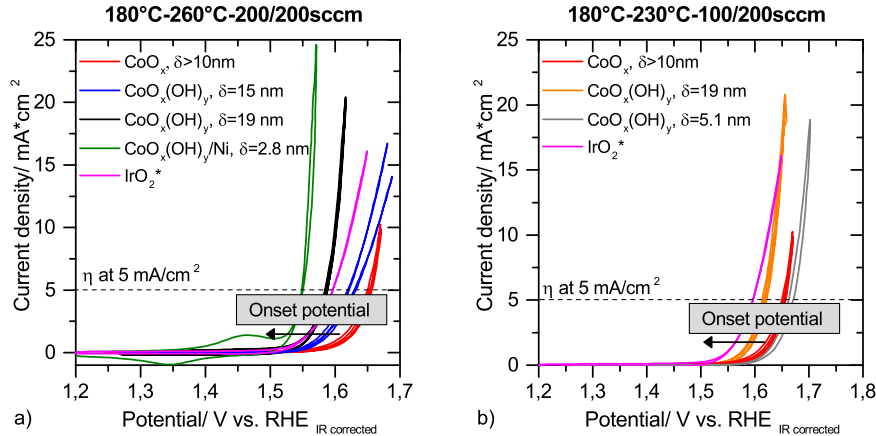 180°C-260°C-200/200sccm
25
20
15
10
5
0
Current density/ mA*cm²
CoOₓ, δ>10nm
CoOₓ(OH)ᵧ, δ=15 nm
CoOₓ(OH)ᵧ, δ=19 nm
CoOₓ(OH)ᵧ/Ni, δ=2.8 nm
IrO₂*
η at 5 mA/cm²
Onset potential
1,2 1,3 1,4 1,5 1,6 1,7
a) Potential/ V vs. RHE IR corrected
180°C-230°C-100/200sccm
25
20
15
10
5
0
Current density/ mA*cm²
CoOₓ, δ>10nm
CoOₓ(OH)ᵧ, δ=19 nm
CoOₓ(OH)ᵧ, δ=5.1 nm
IrO₂*
η at 5 mA/cm²
Onset potential
1,2 1,3 1,4 1,5 1,6 1,7 1,8
b) Potential/ V vs. RHE IR corrected